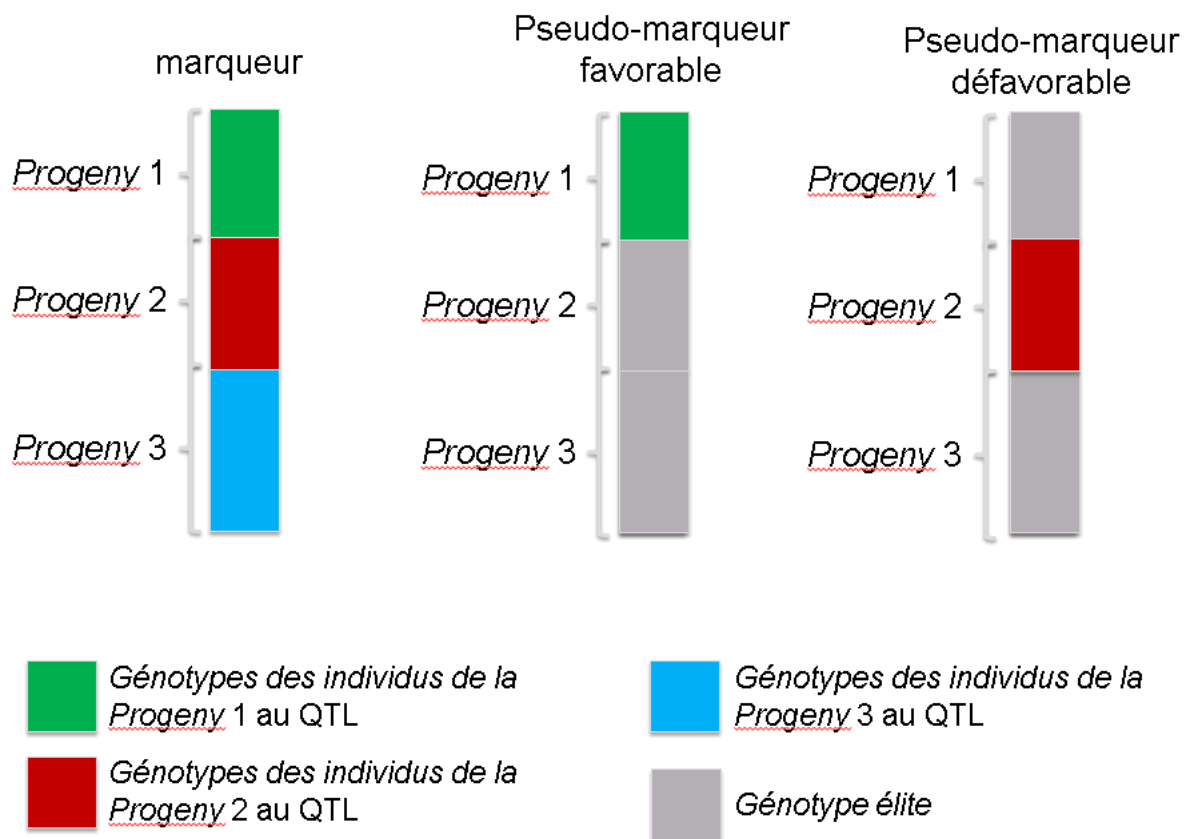 marqueur
Pseudo-marqueur
favorable
Pseudo-marqueur
défavorable
Progeny 1
Progeny 2
Progeny 3
Progeny 1
Progeny 2
Progeny 3
Progeny 1
Progeny 2
Progeny 3
Génotypes des individus de la
Progeny 1 au QTL
Génotypes des individus de la
Progeny 2 au QTL
Génotypes des individus de la
Progeny 3 au QTL
Génotype élite